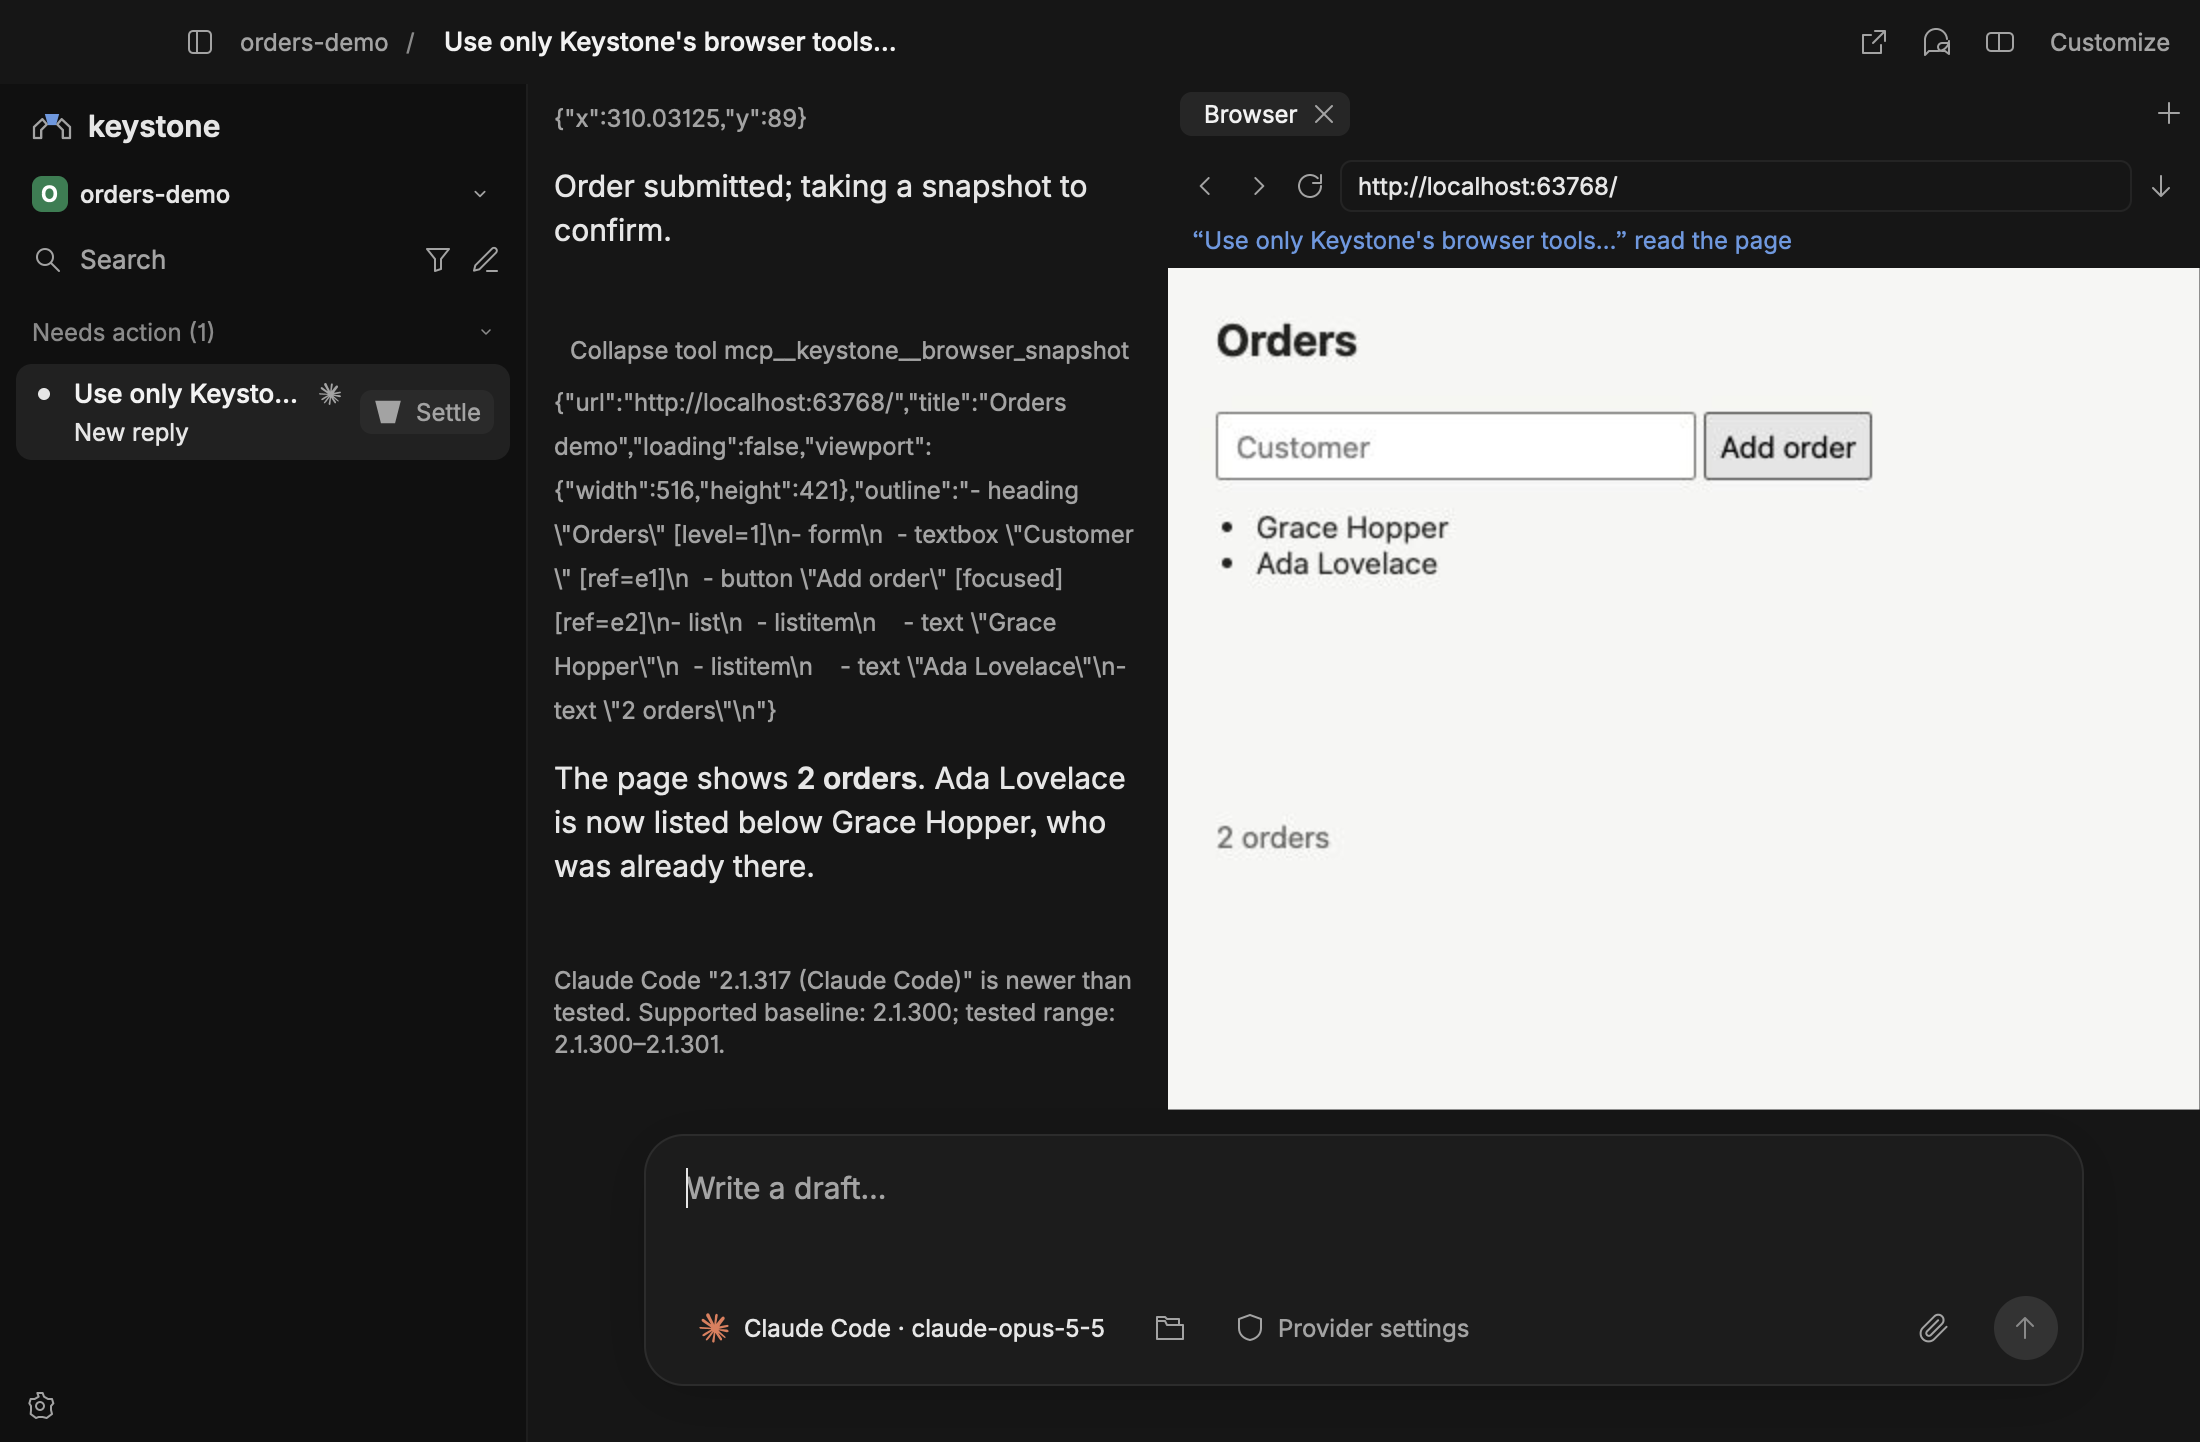 orders-demo / Use only Keystone's browser tools...
Customize
keystone
O orders-demo
Search
Needs action (1)
Use only Keysto...
New reply
Settle
{"x":310.03125,"y":89}
Order submitted; taking a snapshot to
confirm.
Collapse tool mcp__keystone__browser_snapshot
{"url":"http://localhost:63768/","title":"Orders
demo","loading":false,"viewport":
{"width":516,"height":421},"outline":"- heading
\"Orders\" [level=1]\n- form\n  - textbox \"Customer
\" [ref=e1]\n  - button \"Add order\" [focused]
[ref=e2]\n- list\n  - listitem\n    - text \"Grace
Hopper\"\n  - listitem\n    - text \"Ada Lovelace\"\n-
text \"2 orders\"\n"}
The page shows 2 orders. Ada Lovelace
is now listed below Grace Hopper, who
was already there.
Claude Code "2.1.317 (Claude Code)" is newer than
tested. Supported baseline: 2.1.300; tested range:
2.1.300–2.1.301.
Browser
http://localhost:63768/
“Use only Keystone's browser tools...” read the page
Orders
Customer
Add order
• Grace Hopper
• Ada Lovelace
2 orders
Write a draft...
Claude Code · claude-opus-5-5
Provider settings